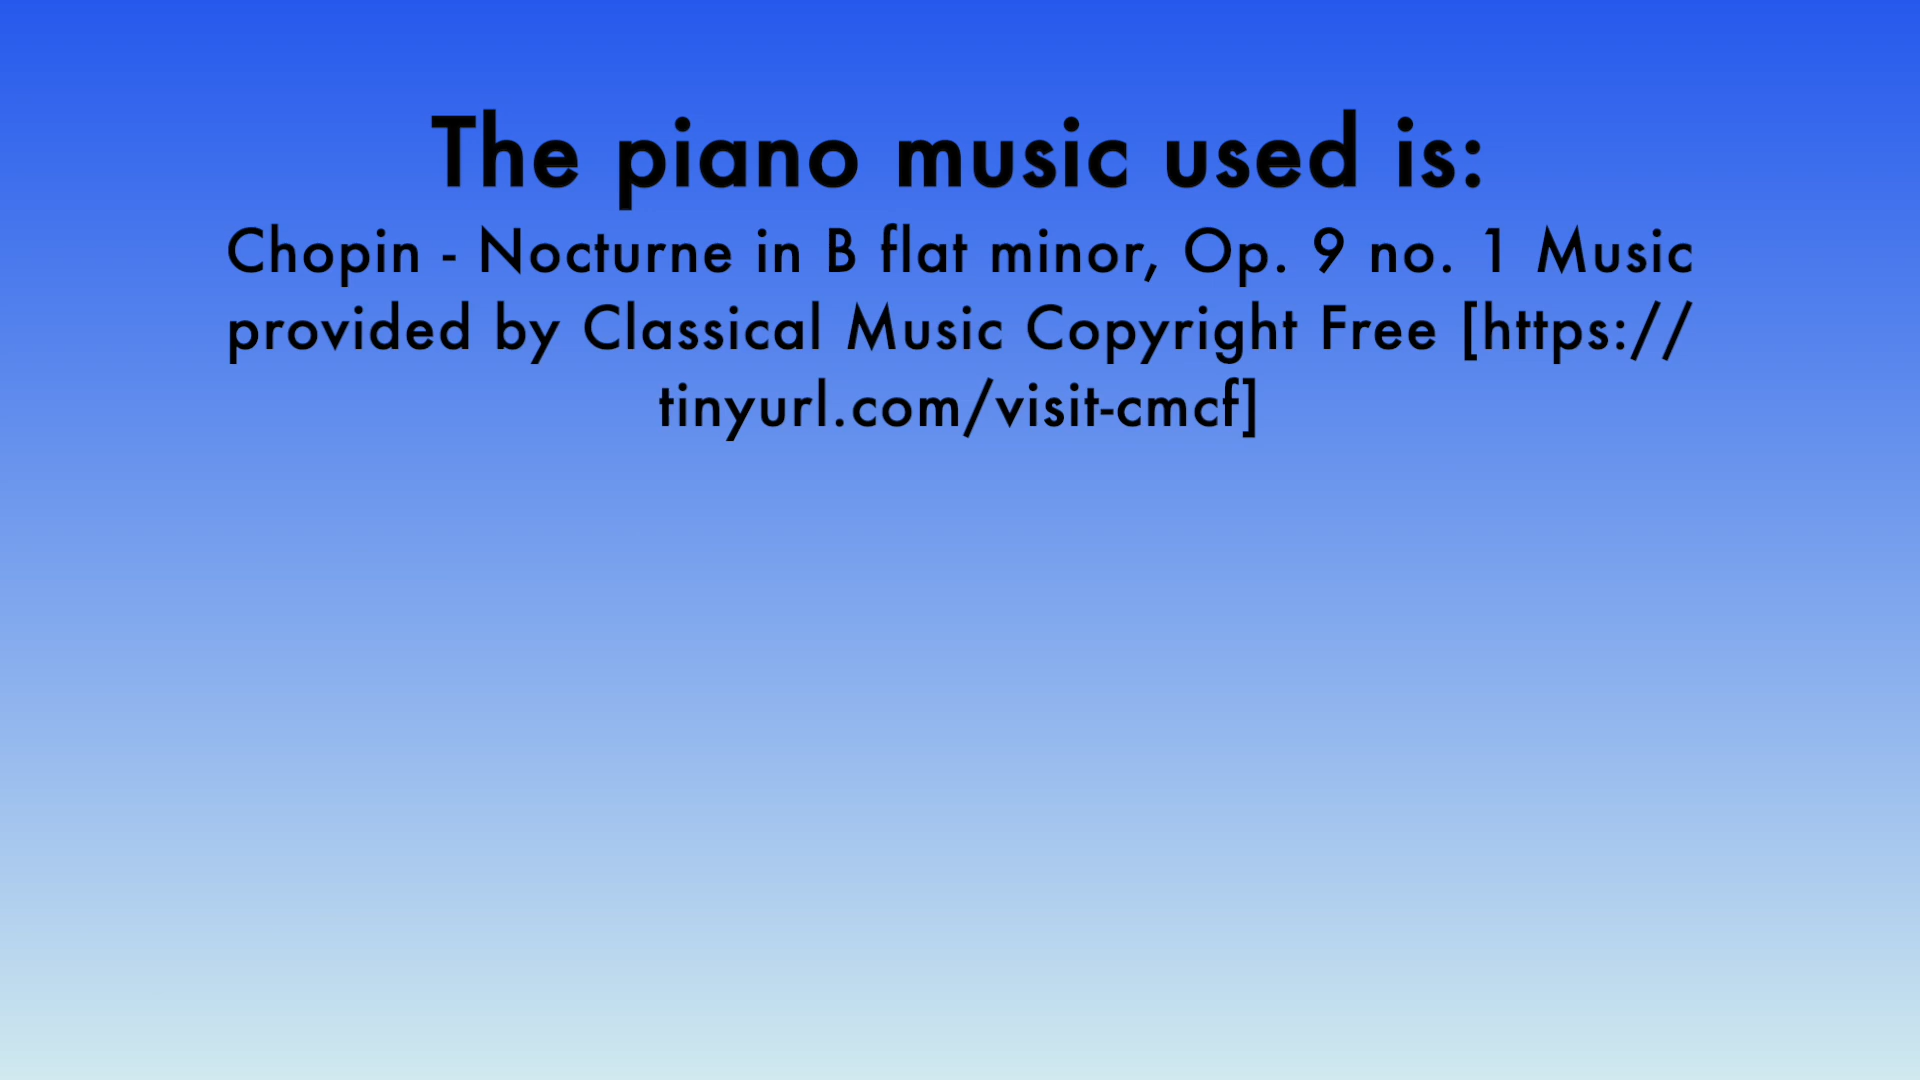 The piano music used is:
Chopin - Nocturne in B flat minor, Op. 9 no. 1 Music
provided by Classical Music Copyright Free [https://
tinyurl.com/visit-cmcf]